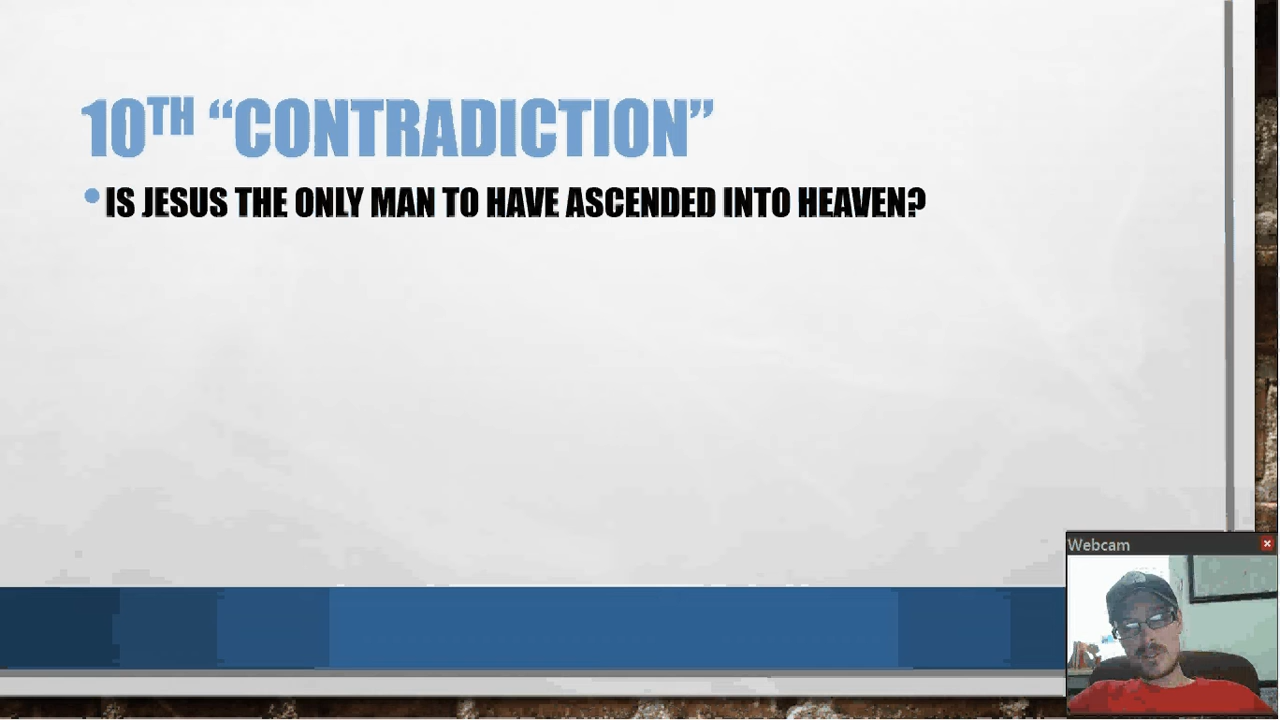 10TH “CONTRADICTION”
IS JESUS THE ONLY MAN TO HAVE ASCENDED INTO HEAVEN?
Webcam